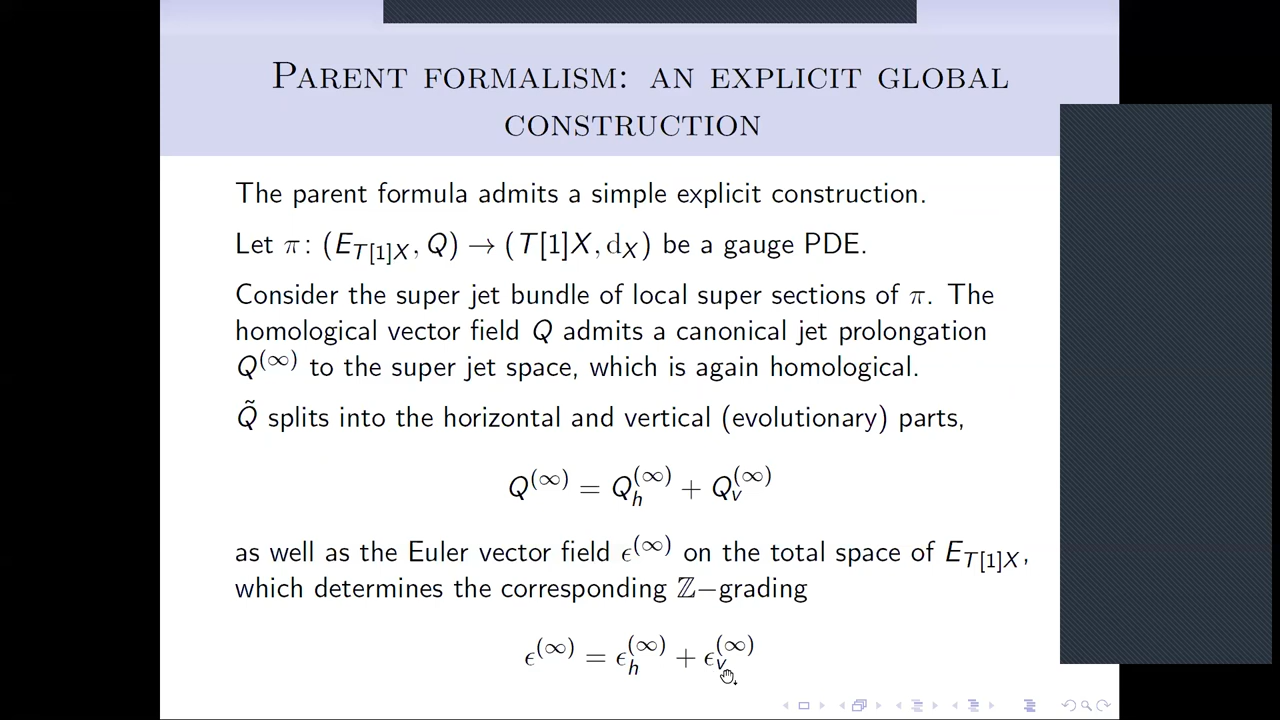 PARENT FORMALISM: AN EXPLICIT GLOBAL
CONSTRUCTION
The parent formula admits a simple explicit construction.
Let π: (E_{T[1]X}, Q) → (T[1]X, d_X) be a gauge PDE.
Consider the super jet bundle of local super sections of π. The
homological vector field Q admits a canonical jet prolongation
Q^{(∞)} to the super jet space, which is again homological.
Q̃ splits into the horizontal and vertical (evolutionary) parts,
Q^{(∞)} = Q_h^{(∞)} + Q_v^{(∞)}
as well as the Euler vector field ϵ^{(∞)} on the total space of E_{T[1]X},
which determines the corresponding ℤ−grading
ϵ^{(∞)} = ϵ_h^{(∞)} + ϵ_v^{(∞)}